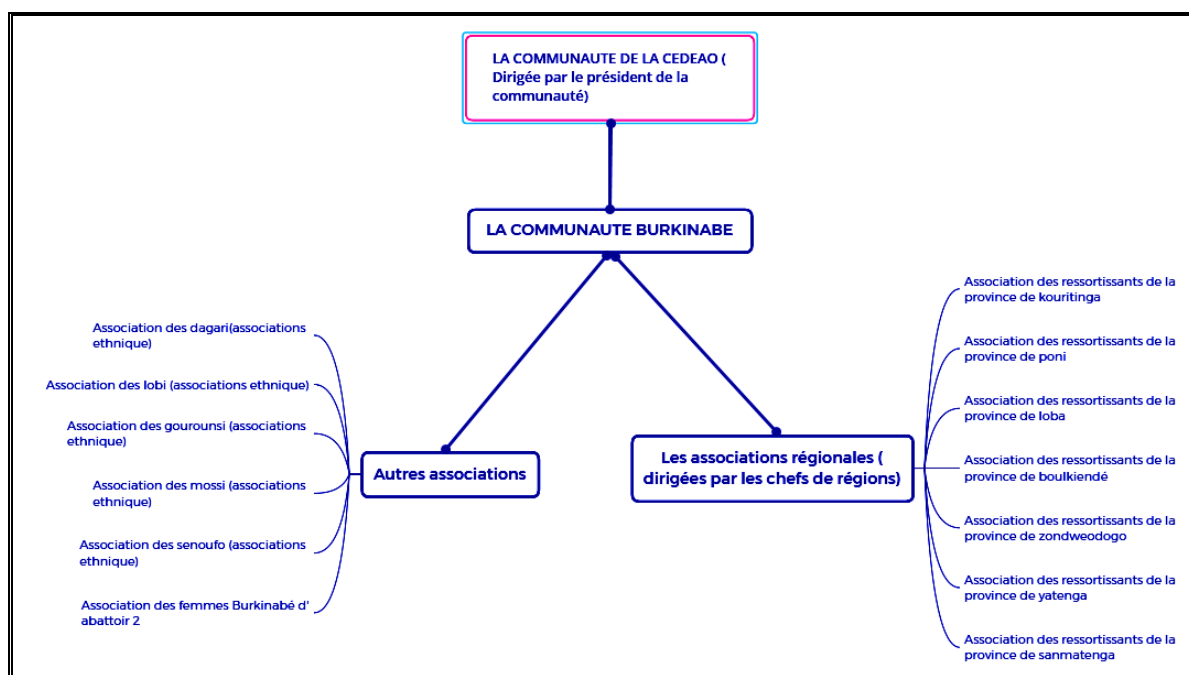 LA COMMUNAUTE DE LA CEDEAO (
Dirigée par le président de la
communauté)
LA COMMUNAUTE BURKINABE
Association des dagari(associations
ethnique)
Association des lobi (associations ethnique)
Association des gourounsi (associations
ethnique)
Association des mossi (associations
ethnique)
Association des senoufo (associations
ethnique)
Association des femmes Burkinabé d'
abattoir 2
Autres associations
Les associations régionales (
dirigées par les chefs de régions)
Association des ressortissants de la
province de kouritinga
Association des ressortissants de la
province de poni
Association des ressortissants de la
province de loba
Association des ressortissants de la
province de boulkiendé
Association des ressortissants de la
province de zondweodogo
Association des ressortissants de la
province de yatenga
Association des ressortissants de la
province de sanmatenga